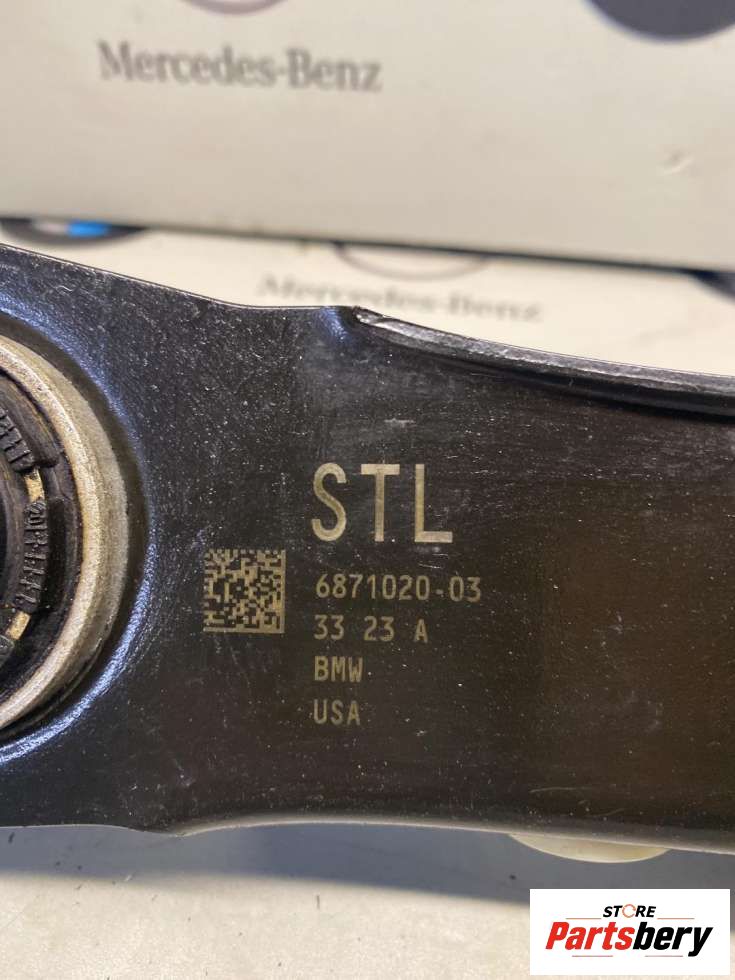 Mercedes-Benz
Mercedes-Benz
STL
6871020-03
33 23 A
BMW
USA
STORE
Partsbery